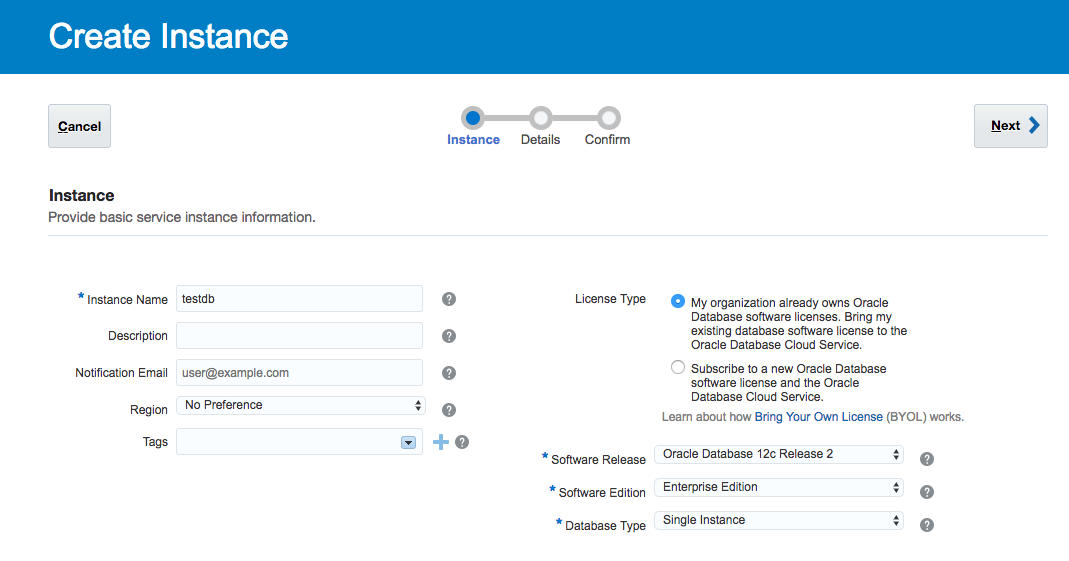 Create Instance
Cancel
Instance
Details
Confirm
Next
Instance
Provide basic service instance information.
* Instance Name
testdb
?
Description
?
Notification Email
user@example.com
?
Region
No Preference
?
Tags
?
License Type
My organization already owns Oracle
Database software licenses. Bring my
existing database software license to the
Oracle Database Cloud Service.
Subscribe to a new Oracle Database
software license and the Oracle
Database Cloud Service.
Learn about how Bring Your Own License (BYOL) works.
* Software Release
Oracle Database 12c Release 2
?
* Software Edition
Enterprise Edition
?
* Database Type
Single Instance
?